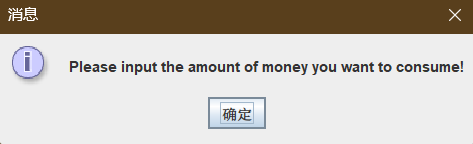 消息
Please input the amount of money you want to consume!
确定